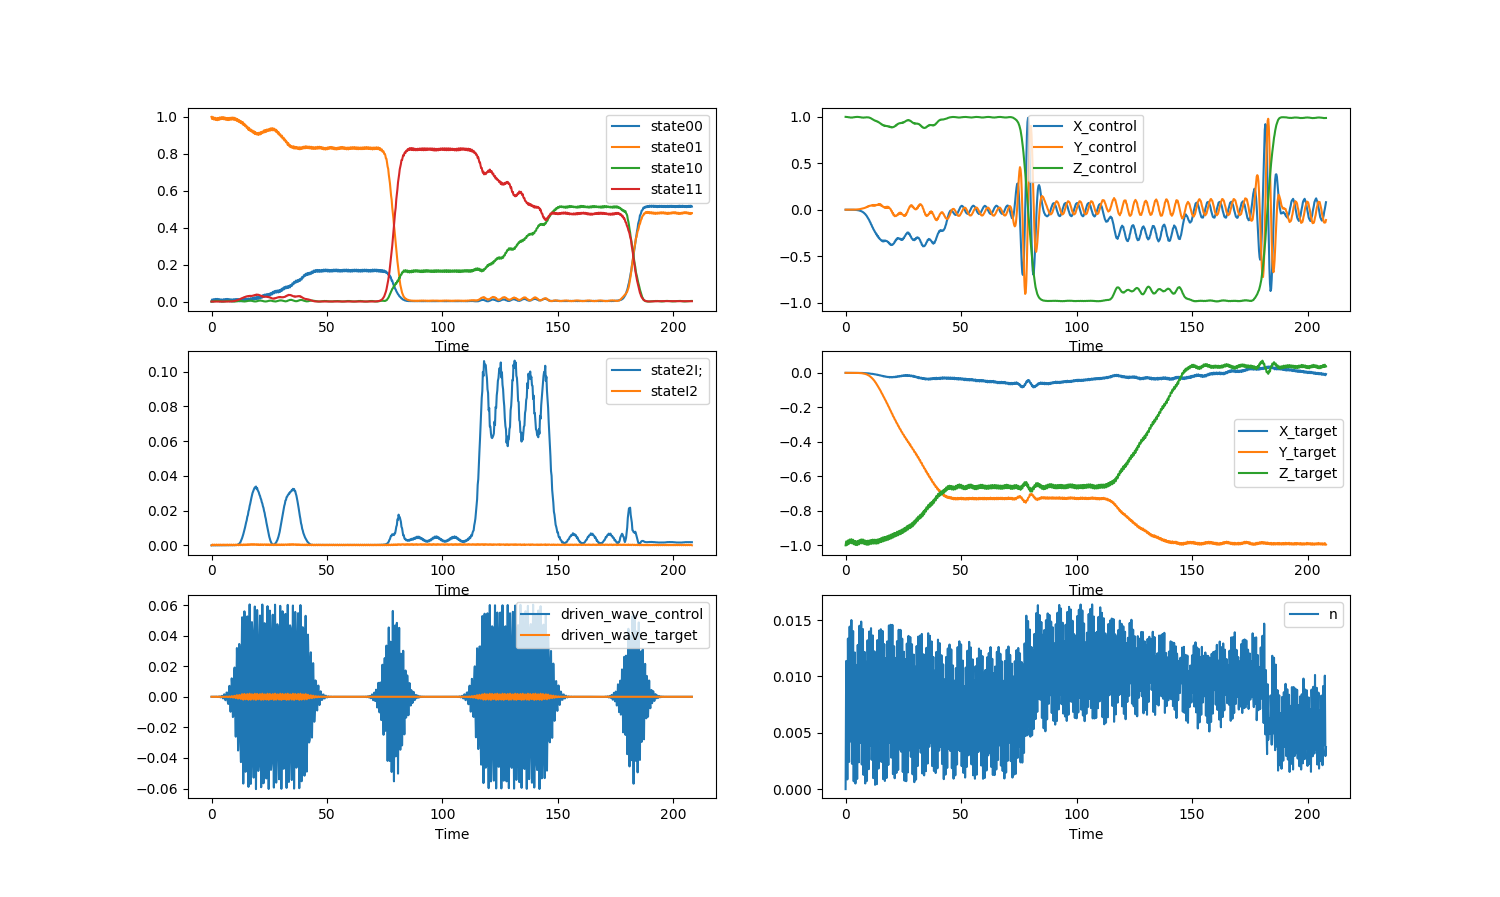 1.0
0.8
0.6
0.4
0.2
0.0
state00
state01
state10
state11
0 50 100 150 200
Time
1.0
0.5
0.0
−0.5
−1.0
X_control
Y_control
Z_control
0 50 100 150 200
Time
0.10
0.08
0.06
0.04
0.02
0.00
state2I;
stateI2
0 50 100 150 200
Time
0.0
−0.2
−0.4
−0.6
−0.8
−1.0
X_target
Y_target
Z_target
0 50 100 150 200
Time
0.06
0.04
0.02
0.00
−0.02
−0.04
−0.06
driven_wave_control
driven_wave_target
0 50 100 150 200
Time
0.015
0.010
0.005
0.000
n
0 50 100 150 200
Time